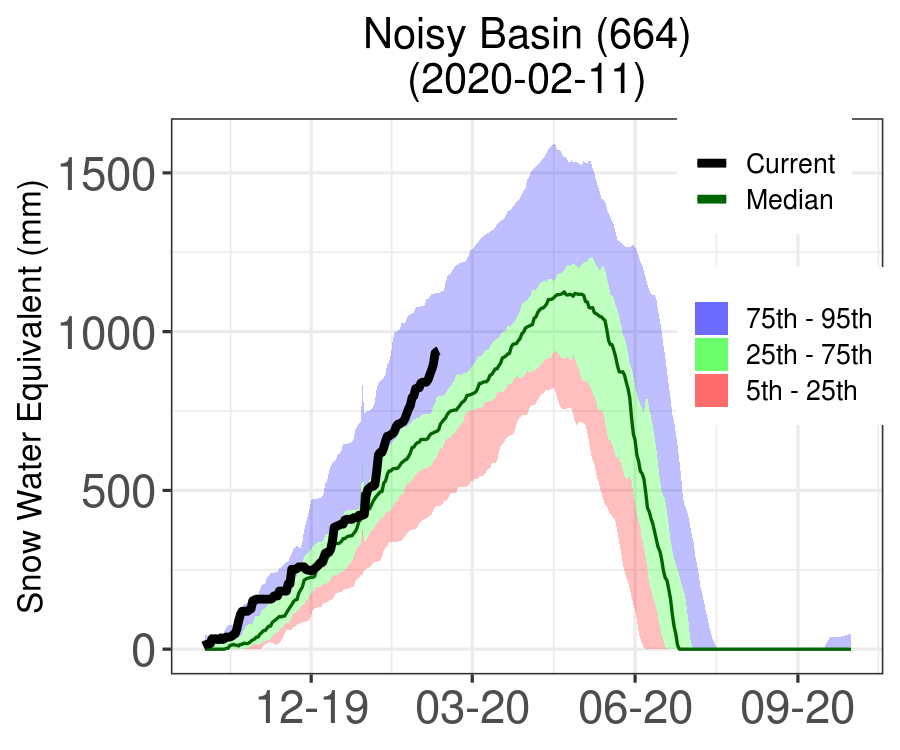 Noisy Basin (664)
(2020-02-11)
Snow Water Equivalent (mm)
1500
1000
500
0
12-19
03-20
06-20
09-20
Current
Median
75th - 95th
25th - 75th
5th - 25th